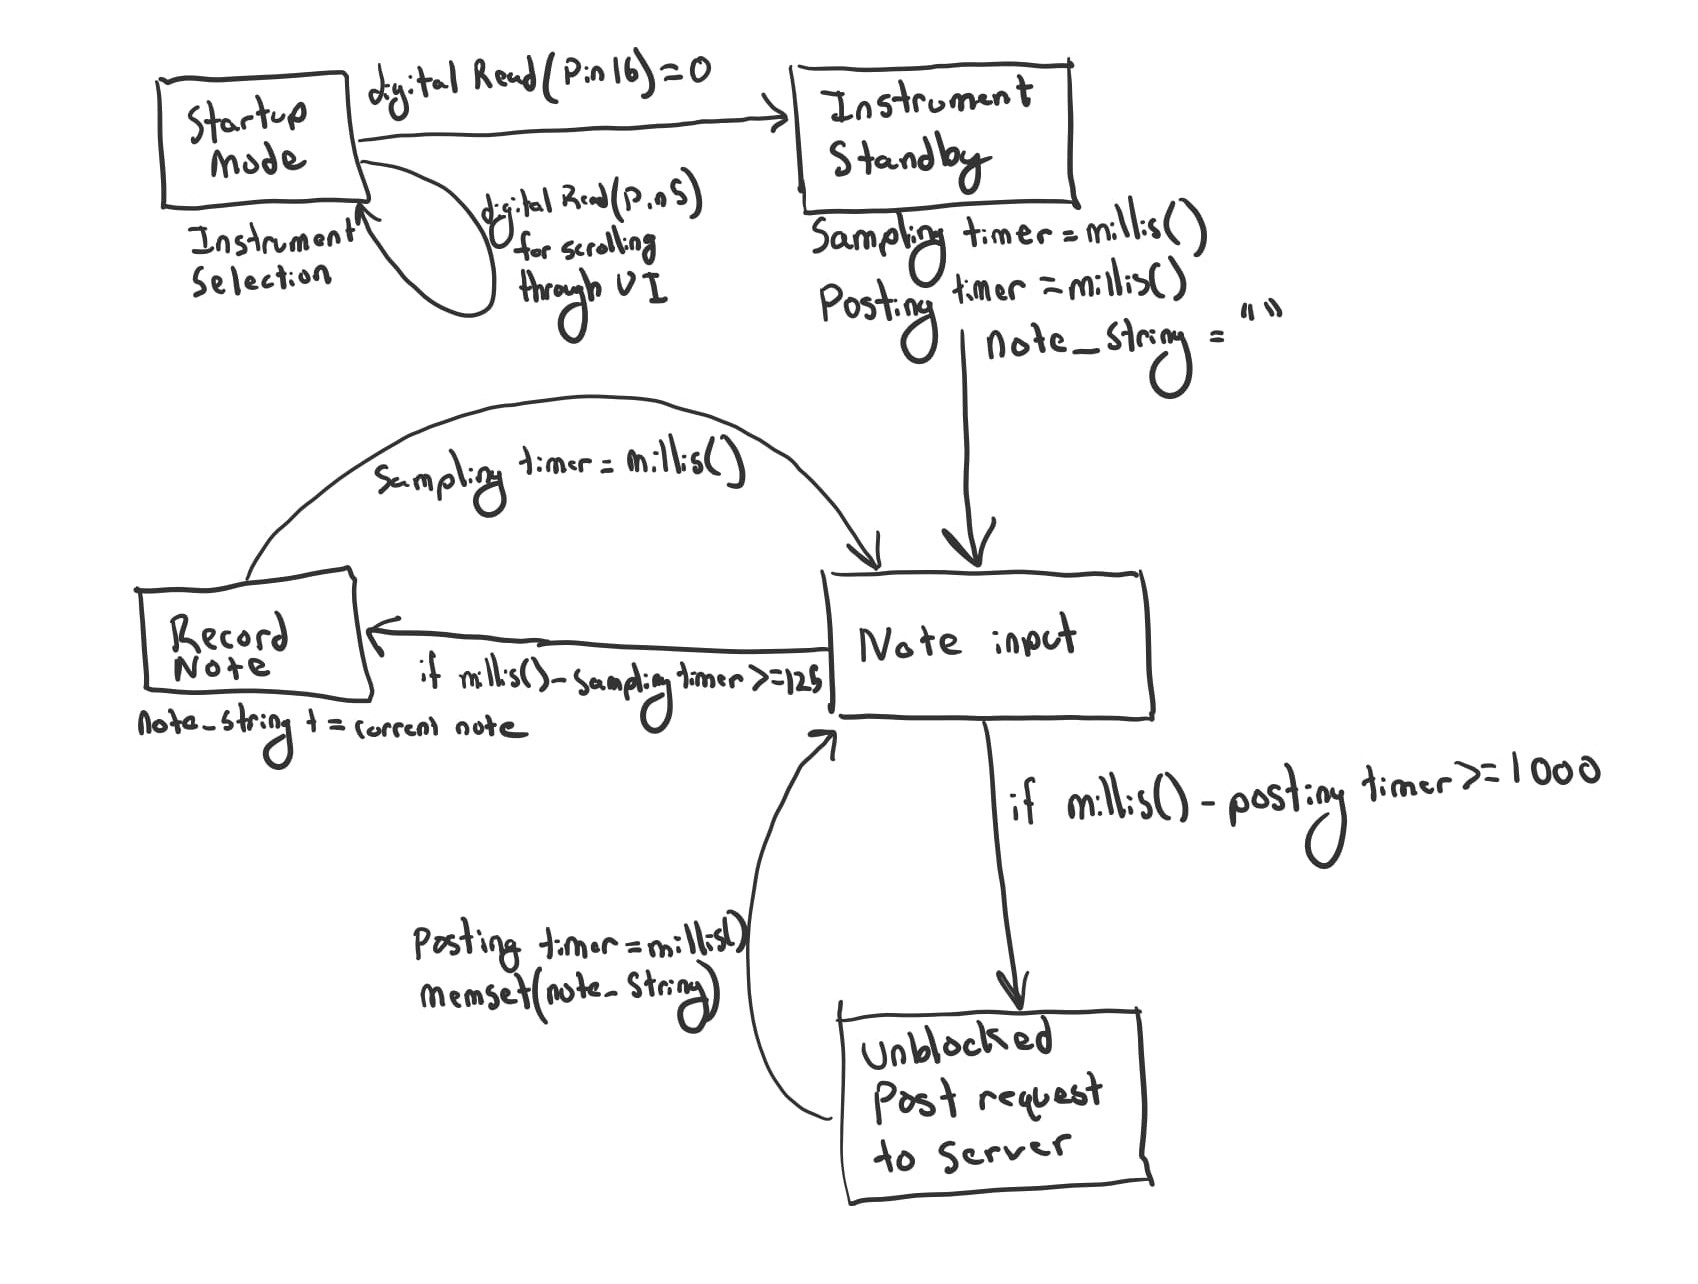 Startup
Mode
Instrument
Selection
digital Read(Pin16)=0
digital Read(Pin5)
for scrolling
through UI
Instrument
Standby
Sampling timer=millis()
Posting timer=millis()
note_string = ""
Sampling timer=millis()
Record
Note
note_string += current note
if millis()-sampling timer>=125
Note input
if millis()-posting timer>=1000
Posting timer=millis()
memset(note_string)
Unblocked
Post request
to server